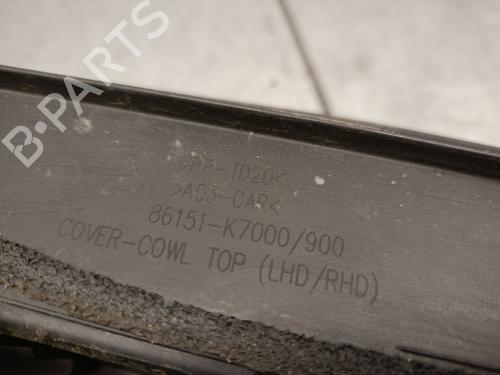 B-PARTS
>PP-TD20<
>AC3-CAR<
86151-K7000/900
COVER-COWL TOP (LHD/RHD)